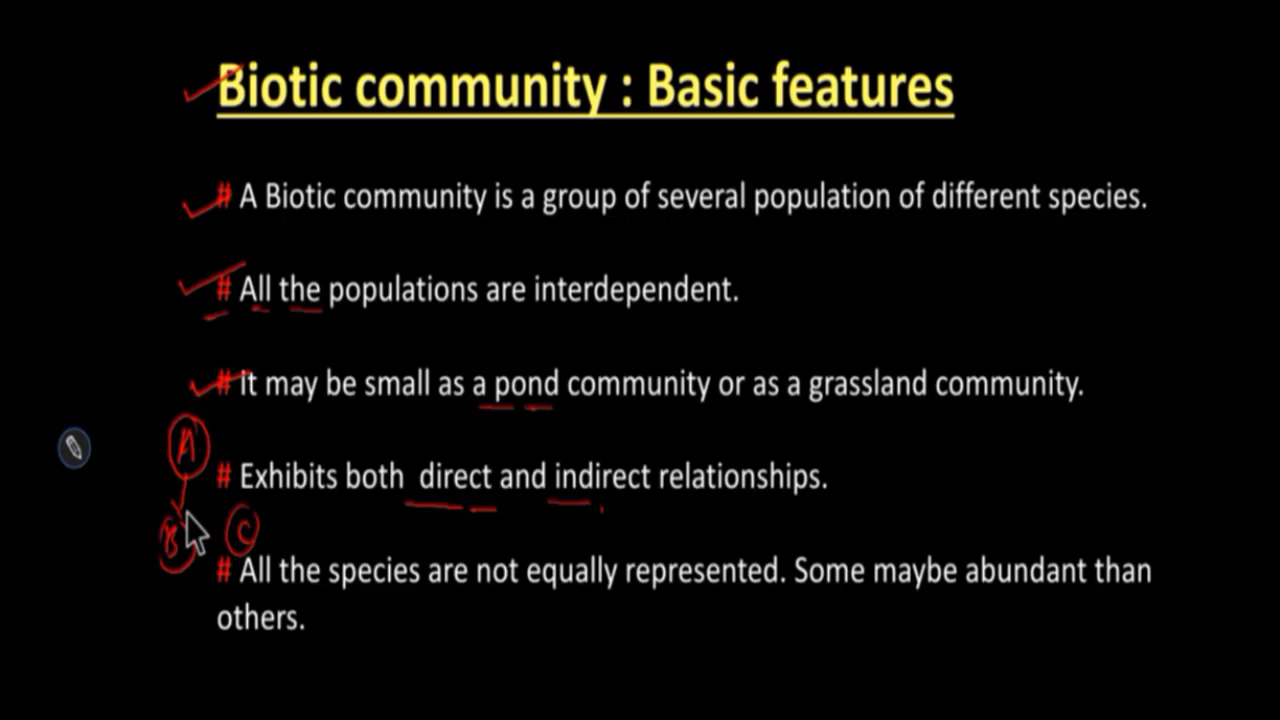 Biotic community : Basic features
# A Biotic community is a group of several population of different species.
# All the populations are interdependent.
# It may be small as a pond community or as a grassland community.
A
# Exhibits both direct and indirect relationships.
B C
# All the species are not equally represented. Some maybe abundant than
others.